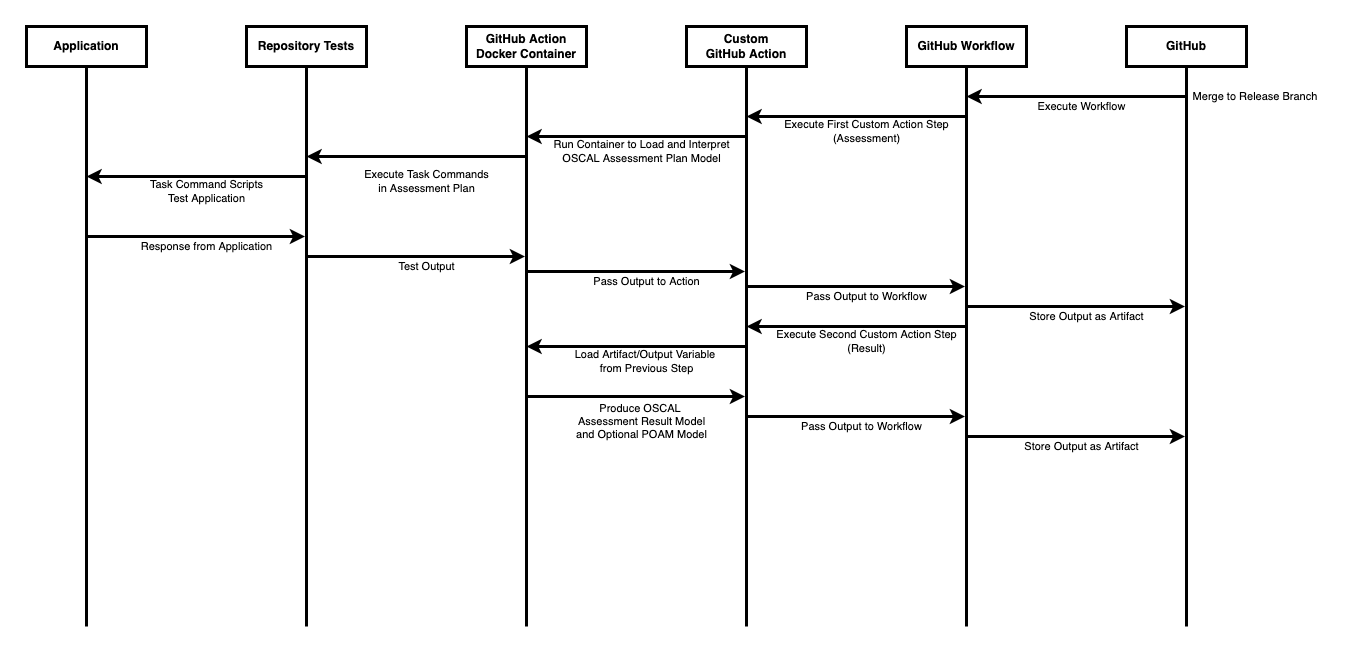 Application
Repository Tests
GitHub Action
Docker Container
Custom
GitHub Action
GitHub Workflow
GitHub
Merge to Release Branch
Execute Workflow
Execute First Custom Action Step
(Assessment)
Run Container to Load and Interpret
OSCAL Assessment Plan Model
Execute Task Commands
in Assessment Plan
Task Command Scripts
Test Application
Response from Application
Test Output
Pass Output to Action
Pass Output to Workflow
Store Output as Artifact
Execute Second Custom Action Step
(Result)
Load Artifact/Output Variable
from Previous Step
Produce OSCAL
Assessment Result Model
and Optional POAM Model
Pass Output to Workflow
Store Output as Artifact